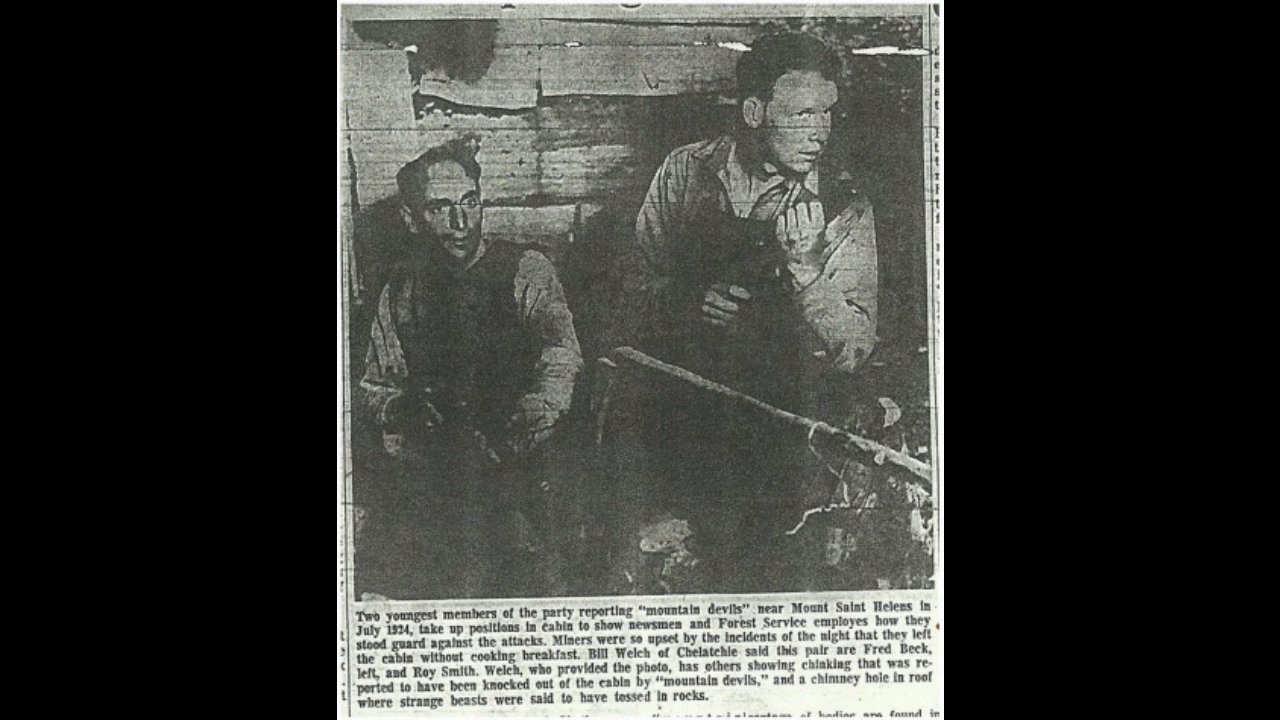 Two youngest members of the party reporting "mountain devils" near Mount Saint Helens in
July 1924, take up positions in cabin to show newsmen and Forest Service employes how they
stood guard against the attacks. Miners were so upset by the incidents of the night that they left
the cabin without cooking breakfast. Bill Welch of Chelatchie said this pair are Fred Beck,
left, and Roy Smith. Welch, who provided the photo, has others showing chinking that was re-
ported to have been knocked out of the cabin by "mountain devils," and a chimney hole in roof
where strange beasts were said to have tossed in rocks.
of bodies are found in